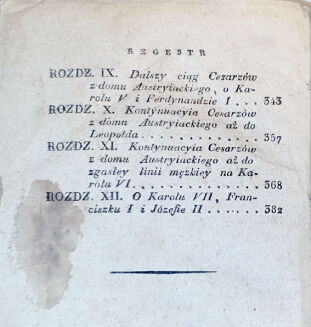 REGESTR
ROZDZ. IX. Dalszy ciąg Cesarzów
z domu Austryiackiego, o Ka-
rolu V i Ferdynandzie I . . . 343
ROZDZ. X. Kontynuacyia Cesarzów
z domu Austryiackiego aż do
Leopolda. . . . . . . . . . . . 357
ROZDZ. XI. Kontynuacyia Cesarzów
z domu Austryiackiego aż do
zgasłey linii męzkiey na Ka-
rolu VI. . . . . . . . . . . . 368
ROZDZ. XII. O Karolu VII, Fran-
ciszku I i Józefie II . . . . 382